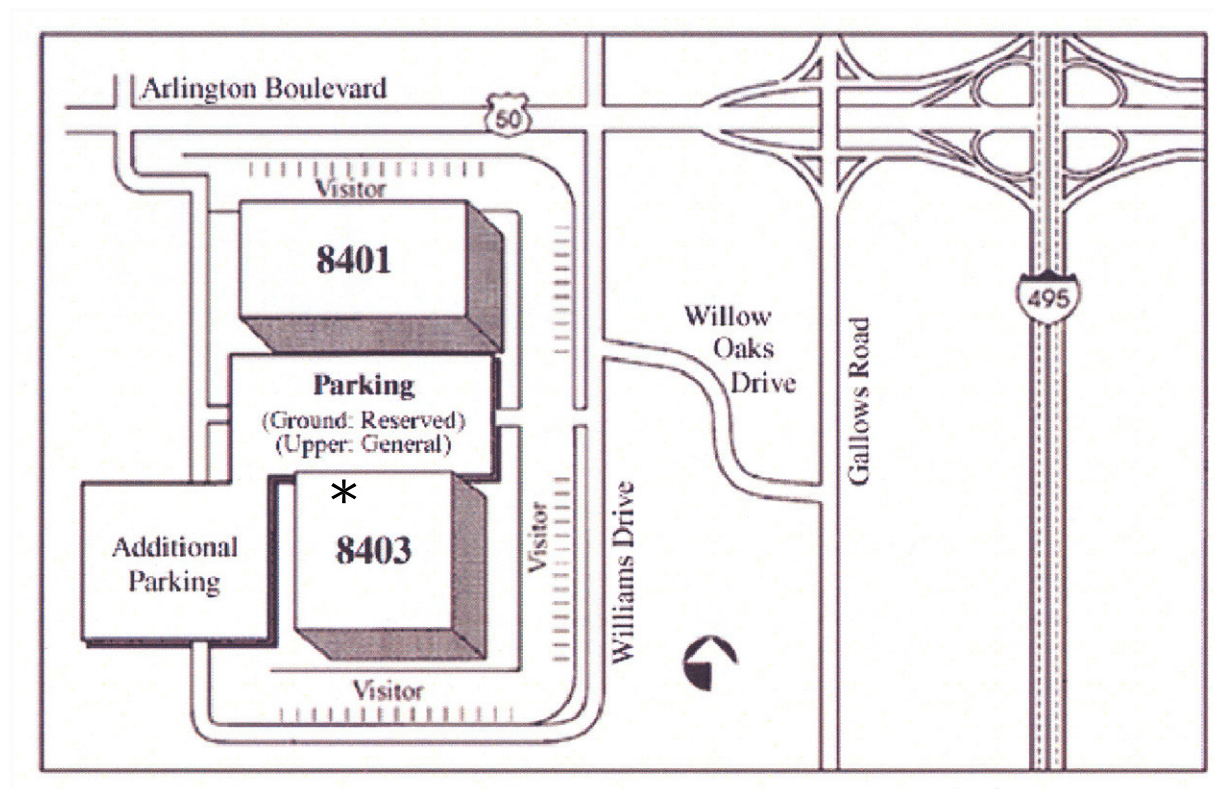 Arlington Boulevard
50
Visitor
8401
495
Willow
Oaks
Drive
Gallows Road
Parking
(Ground: Reserved)
(Upper: General)
*
8403
Additional
Parking
Visitor
Williams Drive
Visitor